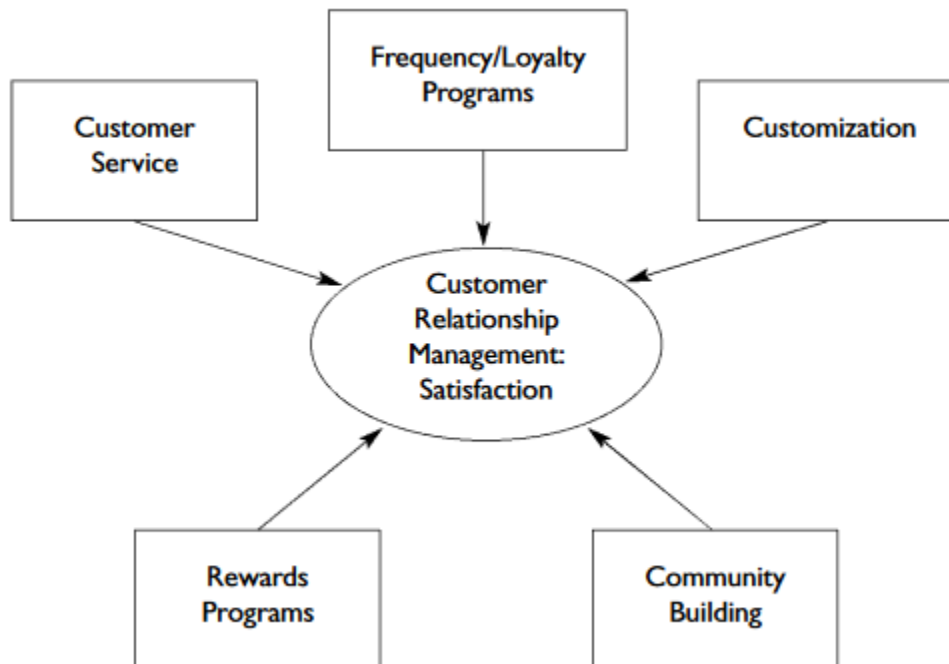 Frequency/Loyalty
Programs
Customer
Service
Customization
Customer
Relationship
Management:
Satisfaction
Rewards
Programs
Community
Building